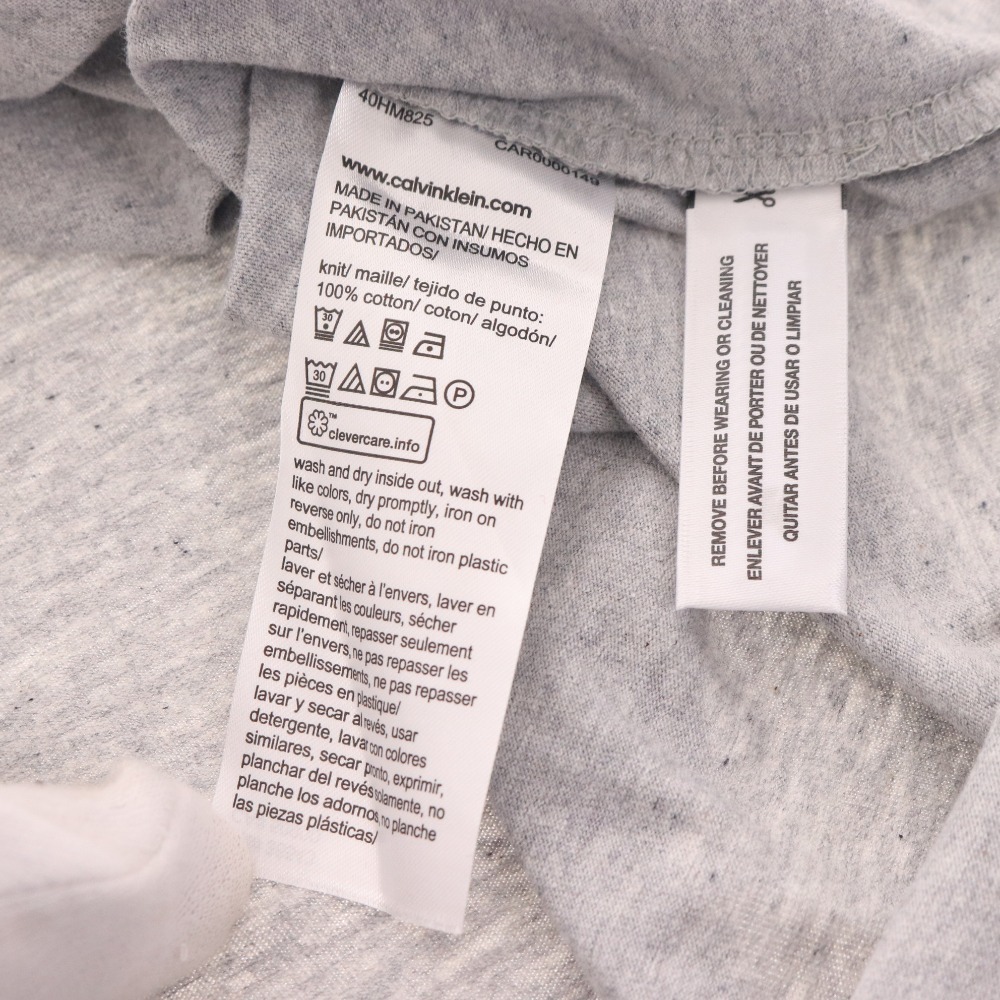 40HM825
CAR0000149
www.calvinklein.com
MADE IN PAKISTAN/ HECHO EN
PAKISTÁN CON INSUMOS
IMPORTADOS/
knit/ maille/ tejido de punto:
100% cotton/ coton/ algodón/
30
30
P
™
clevercare.info
wash and dry inside out, wash with
like colors, dry promptly, iron on
reverse only, do not iron
embellishments, do not iron plastic
parts/
laver et sécher à l'envers, laver en
séparant les couleurs, sécher
rapidement, repasser seulement
sur l'envers, ne pas repasser les
embellissements, ne pas repasser
les pièces en plastique/
lavar y secar al revés, usar
detergente, lavar con colores
similares, secar pronto, exprimir,
planchar del revés solamente, no
planche los adornos, no planche
las piezas plásticas/
REMOVE BEFORE WEARING OR CLEANING
ENLEVER AVANT DE PORTER OU DE NETTOYER
QUITAR ANTES DE USAR O LIMPIAR